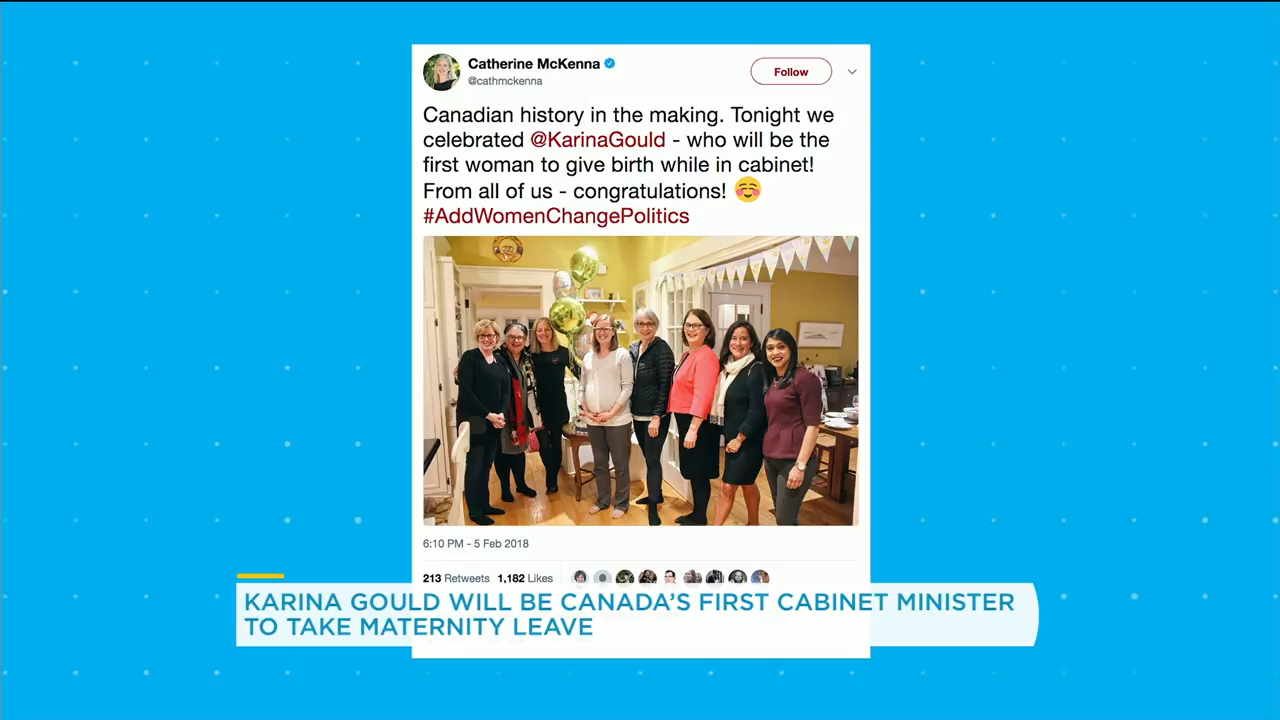 Catherine McKenna
@cathmckenna
Follow
Canadian history in the making. Tonight we
celebrated @KarinaGould - who will be the
first woman to give birth while in cabinet!
From all of us - congratulations! ☺️
#AddWomenChangePolitics
6:10 PM - 5 Feb 2018
213 Retweets 1,182 Likes
KARINA GOULD WILL BE CANADA'S FIRST CABINET MINISTER
TO TAKE MATERNITY LEAVE